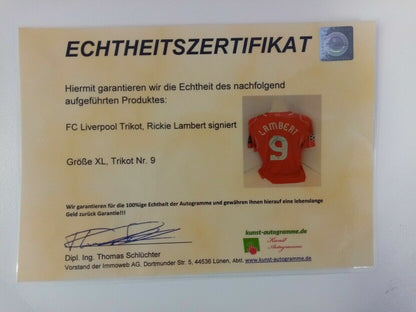 ECHTHEITSZERTIFIKAT
Hiermit garantieren wir die Echtheit des nachfolgend
aufgeführten Produktes:
FC Liverpool Trikot, Rickie Lambert signiert
LAMBERT
9
Größe XL, Trikot Nr. 9
Wir garantieren für die 100%ige Echtheit der Autogramme und gewähren Ihnen hierauf eine lebenslange
Geld zurück Garantie!!!
kunst-autogramme.de
Kunst
Autogramme
Dipl. Ing. Thomas Schlüchter
Vorstand der Immoweb AG. Dortmunder Str. 5, 44536 Lünen, Abtl. www.kunst-autogramme.de